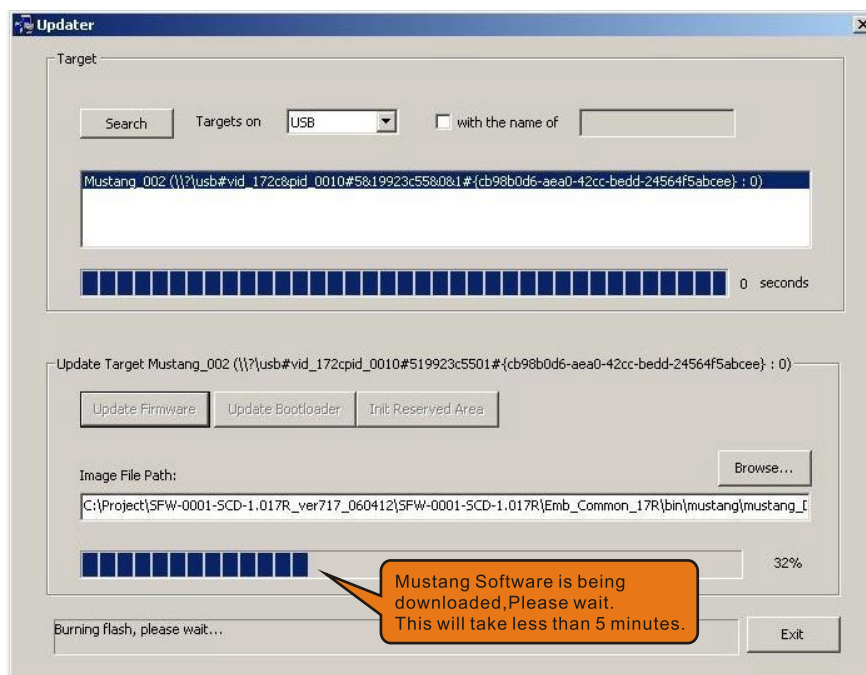 Updater
Target
Search
Targets on
USB
with the name of
Mustang_002 (\\?\usb#vid_172c&pid_0010#5&19923c55&0&1#{cb98b0d6-aea0-42cc-bedd-24564f5abcee} : 0)
0 seconds
Update Target Mustang_002 (\\?\usb#vid_172cpid_0010#519923c5501#{cb98b0d6-aea0-42cc-bedd-24564f5abcee} : 0)
Update Firmware
Update Bootloader
Init Reserved Area
Browse...
Image File Path:
C:\Project\SFW-0001-SCD-1.017R_ver717_060412\SFW-0001-SCD-1.017R\Emb_Common_17R\bin\mustang\mustang_
32%
Mustang Software is being
downloaded,Please wait.
This will take less than 5 minutes.
Burning flash, please wait...
Exit